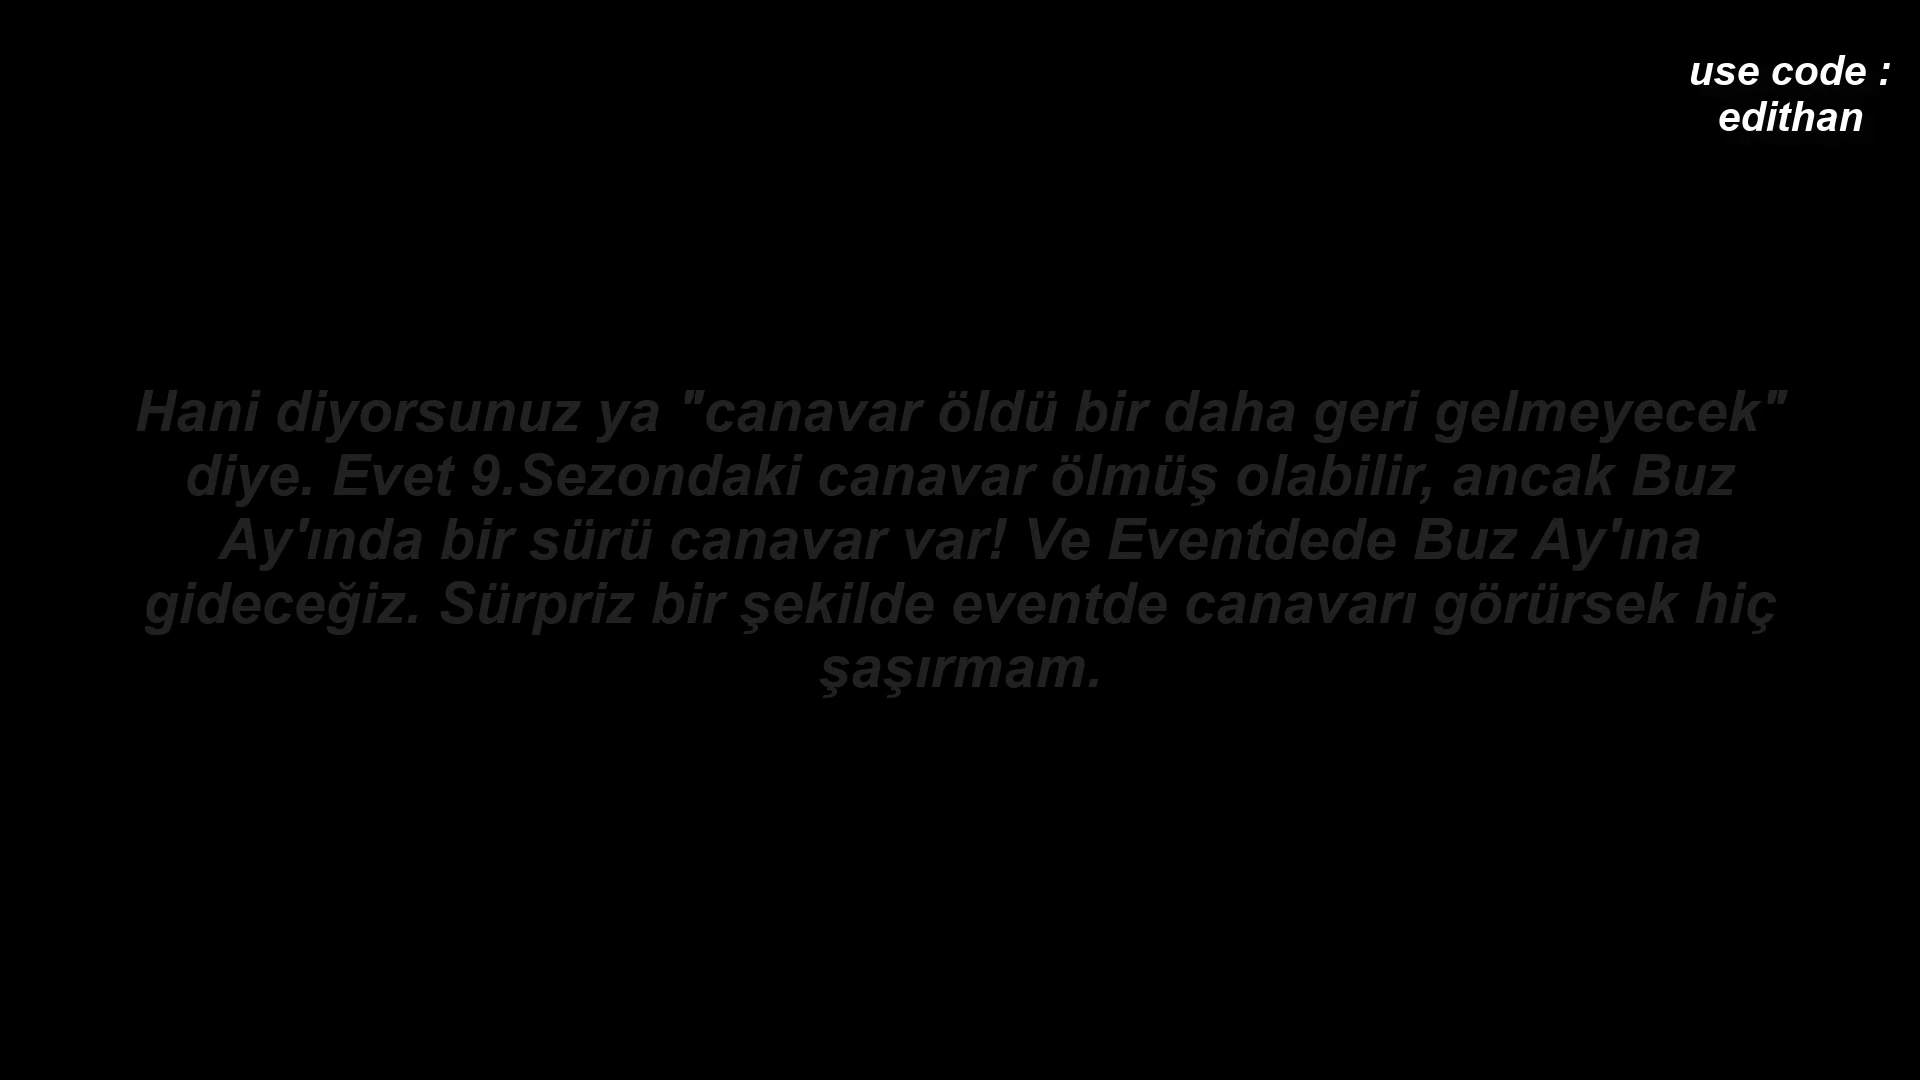 use code :
edithan
Hani diyorsunuz ya "canavar öldü bir daha geri gelmeyecek"
diye. Evet 9.Sezondaki canavar ölmüş olabilir, ancak Buz
Ay'ında bir sürü canavar var! Ve Eventdede Buz Ay'ına
gideceğiz. Sürpriz bir şekilde eventde canavarı görürsek hiç
şaşırmam.